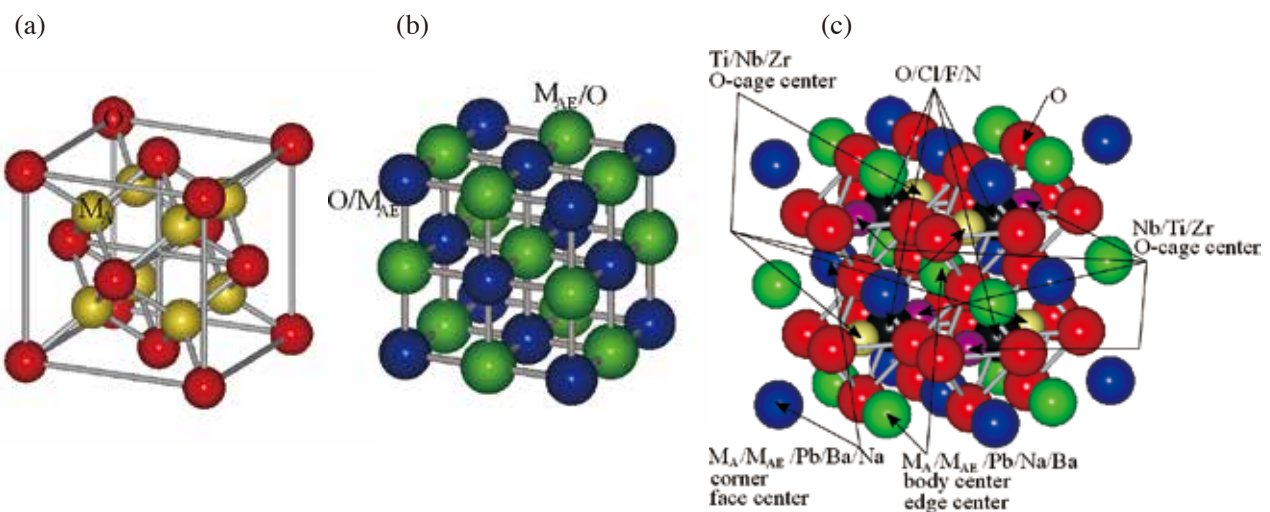 (a)
(b)
(c)
M_A
M_AE/O
O/M_AE
Ti/Nb/Zr
O-cage center
O/Cl/F/N
O
Nb/Ti/Zr
O-cage center
M_A/M_AE /Pb/Ba/Na
corner
face center
M_A/M_AE /Pb/Na/Ba
body center
edge center